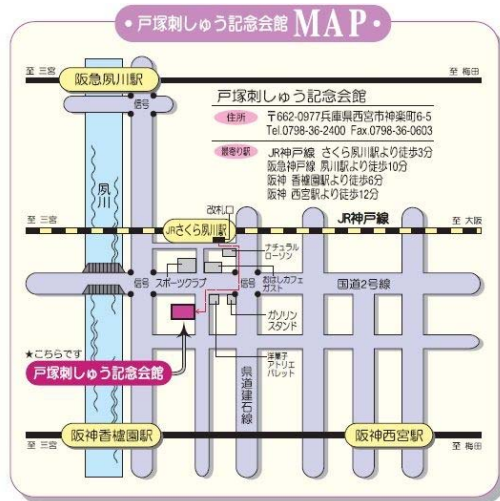 ・戸塚刺しゅう記念会館 MAP・
至 三宮
阪急夙川駅
至 梅田
信号
戸塚刺しゅう記念会館
住所
〒662-0977兵庫県西宮市神楽町6-5
Tel.0798-36-2400 Fax.0798-36-0603
最寄り駅
JR神戸線 さくら夙川駅より徒歩3分
阪急神戸線 夙川駅より徒歩10分
阪神 香櫨園駅より徒歩6分
阪神 西宮駅より徒歩12分
夙川
改札口
至 三宮
JRさくら夙川駅
JR神戸線
至 大阪
ナチュラル
ローソン
信号
スポーツクラブ
信号
おはしカフェ
ガスト
国道2号線
ガソリン
スタンド
★こちらです
戸塚刺しゅう記念会館
洋菓子
アトリエ
パレット
県道建石線
至 三宮
阪神香櫨園駅
阪神西宮駅
至 梅田